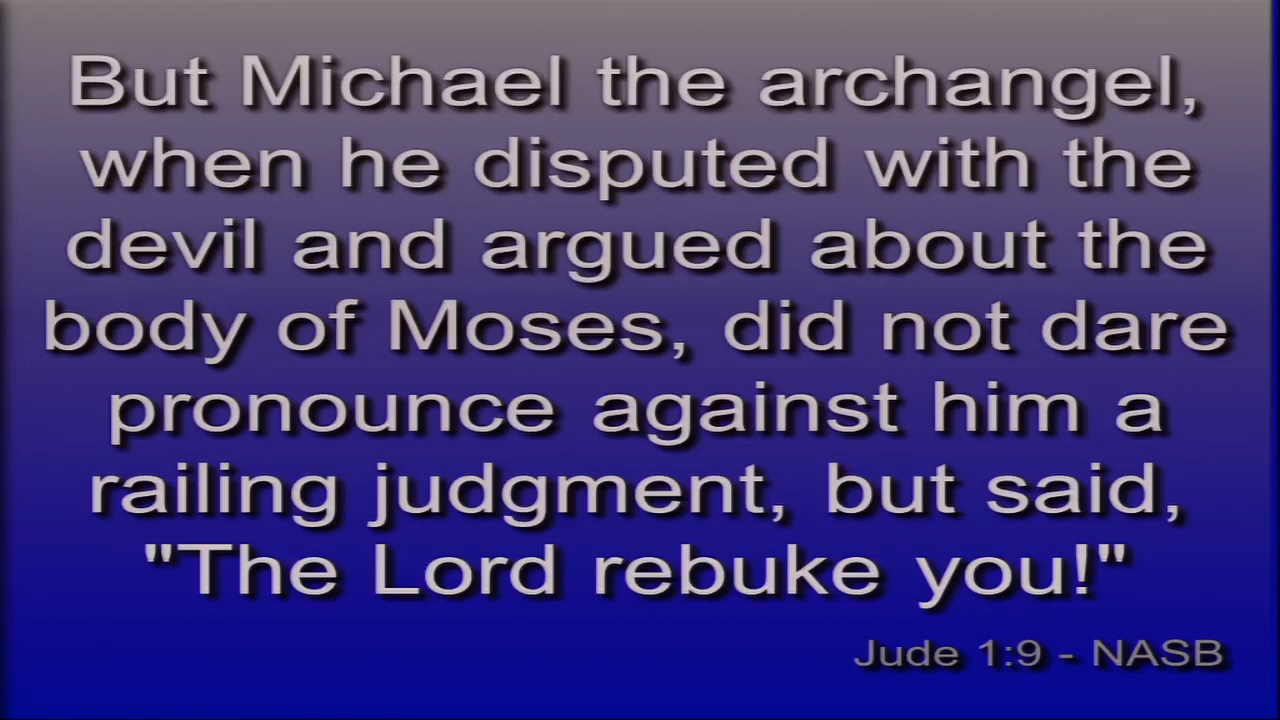 But Michael the archangel,
when he disputed with the
devil and argued about the
body of Moses, did not dare
pronounce against him a
railing judgment, but said,
"The Lord rebuke you!"
Jude 1:9 - NASB